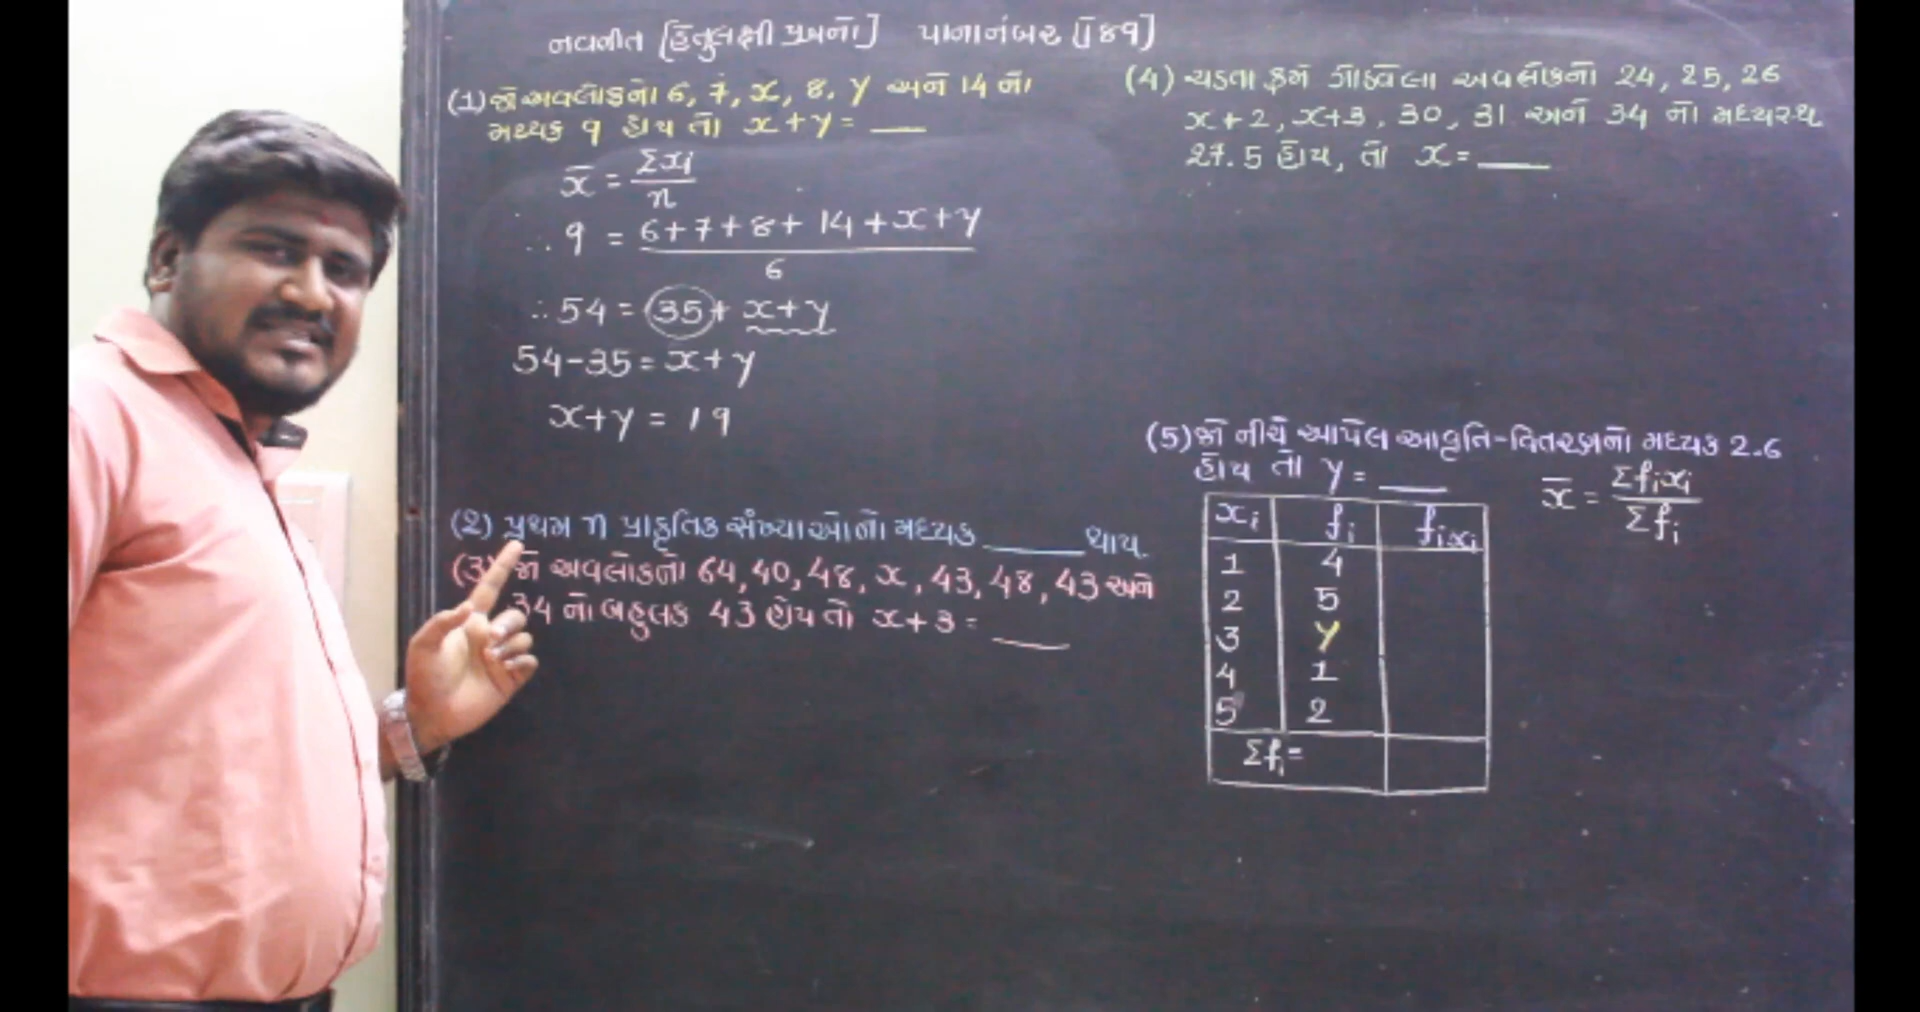 નવનીત [હેતુલક્ષી પ્રશ્નો] પાનાનંબર [189]
(1) જો અવલોકનો 6, 7, x, 8, y અને 14 નો
મધ્યક 9 હોય તો x+y = ___
x̄ = Σxi / n
∴ 9 = 6+7+8+14+x+y / 6
∴ 54 = 35 + x+y
54-35 = x+y
x+y = 19
(2) પ્રથમ n પ્રાકૃતિક સંખ્યાઓનો મધ્યક ____ થાય.
(3) જો અવલોકનો 64, 40, 48, x, 43, 48, 43 અને
34 નો બહુલક 43 હોય તો x+3 = ___
(4) ચડતા ક્રમે ગોઠવેલા અવલોકનો 24, 25, 26
x+2, x+3, 30, 31 અને 34 નો મધ્યસ્થ
27.5 હોય, તો x = ___
(5) જો નીચે આપેલ આવૃતિ-વિતરણનો મધ્યક 2.6
હોય તો y = ___
x̄ = Σfixi / Σfi
xi fi fixi
1 4
2 5
3 y
4 1
5 2
Σfi =